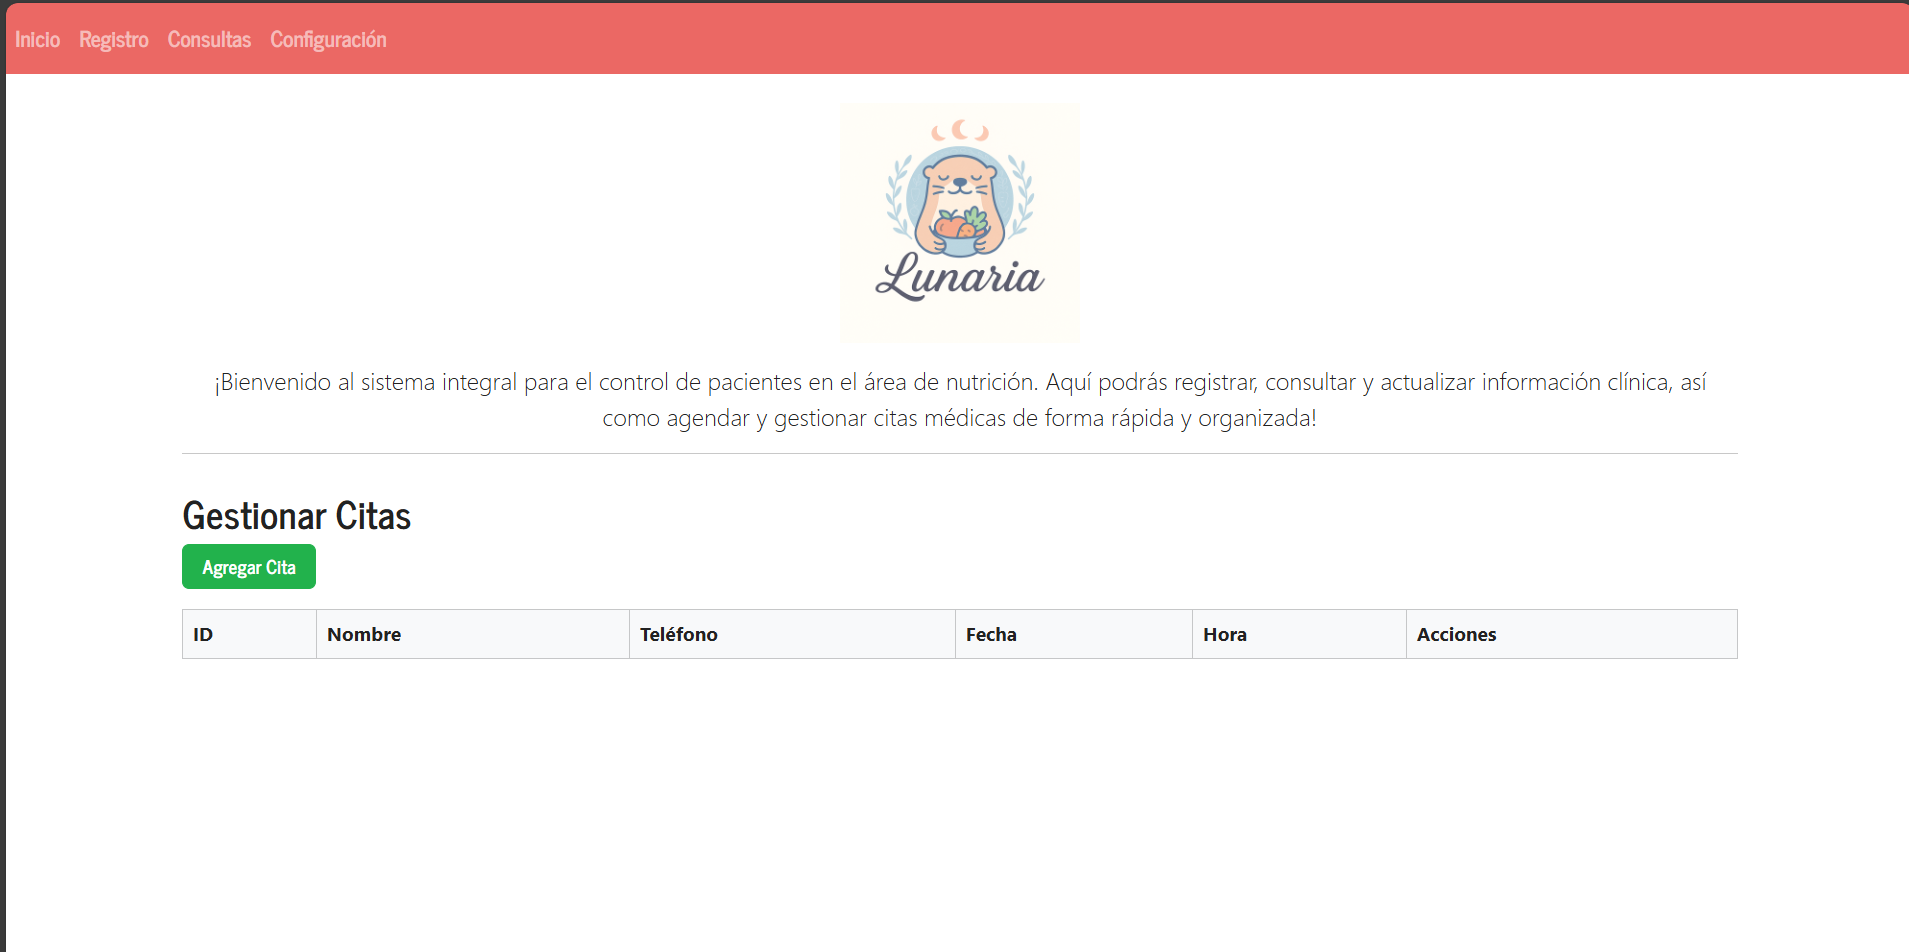 Inicio Registro Consultas Configuración
Lunaria
¡Bienvenido al sistema integral para el control de pacientes en el área de nutrición. Aquí podrás registrar, consultar y actualizar información clínica, así
como agendar y gestionar citas médicas de forma rápida y organizada!
Gestionar Citas
Agregar Cita
ID Nombre Teléfono Fecha Hora Acciones